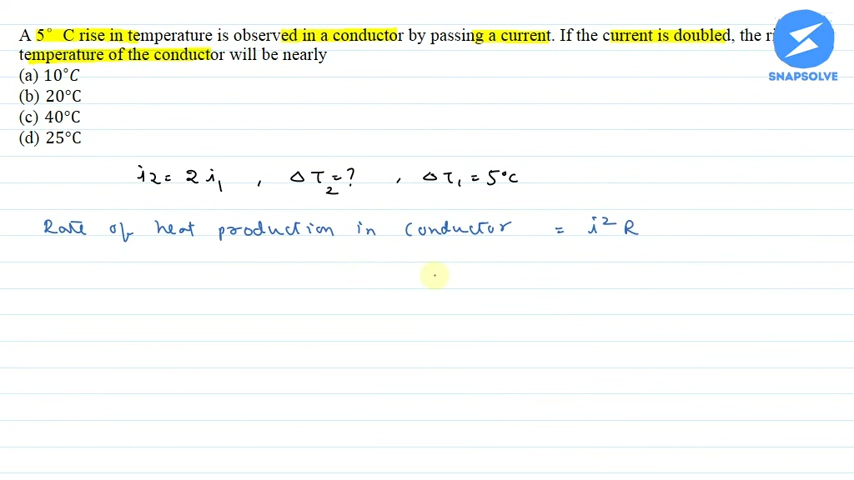 A 5° C rise in temperature is observed in a conductor by passing a current. If the current is doubled, the
temperature of the conductor will be nearly
(a) 10°C
(b) 20°C
(c) 40°C
(d) 25°C
SNAPSOLVE
i2 = 2 i₁ , ΔT₂ = ? , ΔT₁ = 5°C
Rate of heat production in conductor = i² R